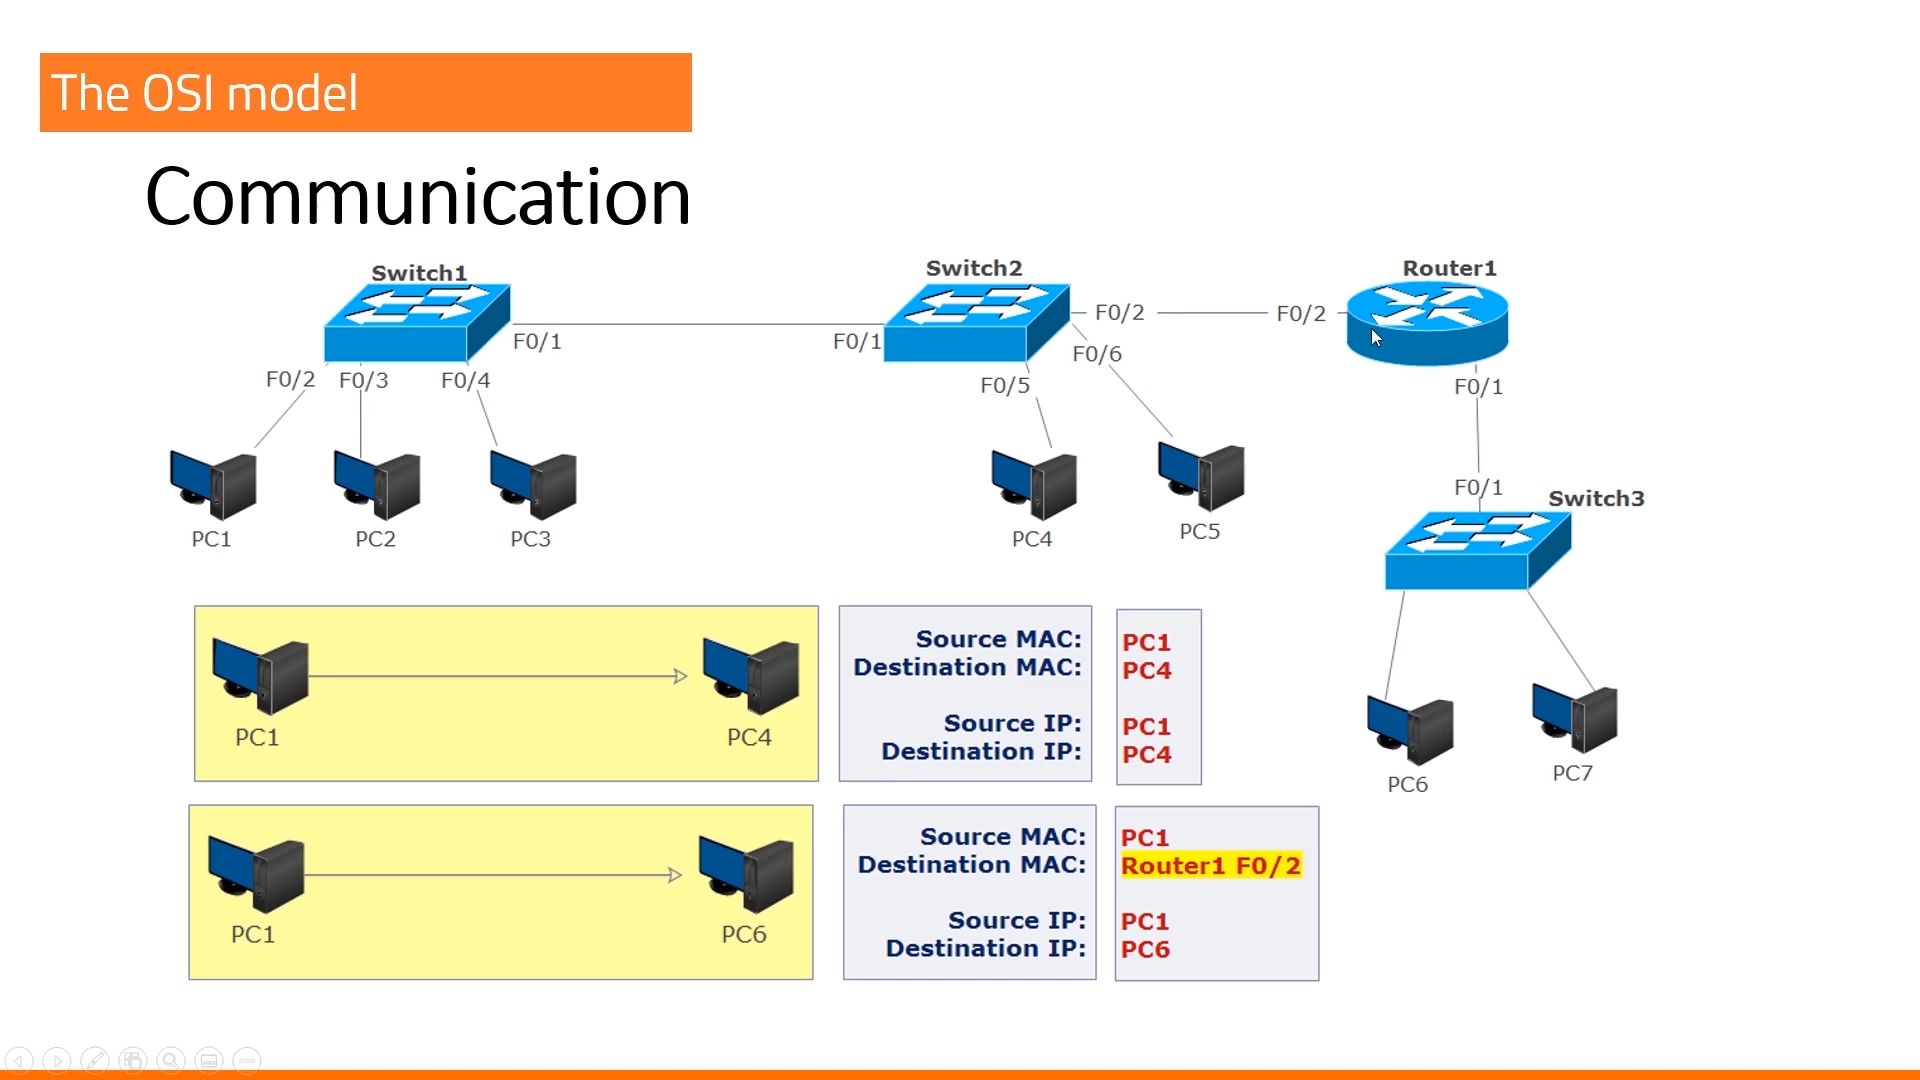 The OSI model
Communication
Switch1
Switch2
Router1
F0/1
F0/1
F0/2
F0/2
F0/2
F0/3
F0/4
F0/5
F0/6
F0/1
F0/1
Switch3
PC1
PC2
PC3
PC4
PC5
PC6
PC7
PC1
PC4
Source MAC: PC1
Destination MAC: PC4
Source IP: PC1
Destination IP: PC4
PC1
PC6
Source MAC: PC1
Destination MAC: Router1 F0/2
Source IP: PC1
Destination IP: PC6